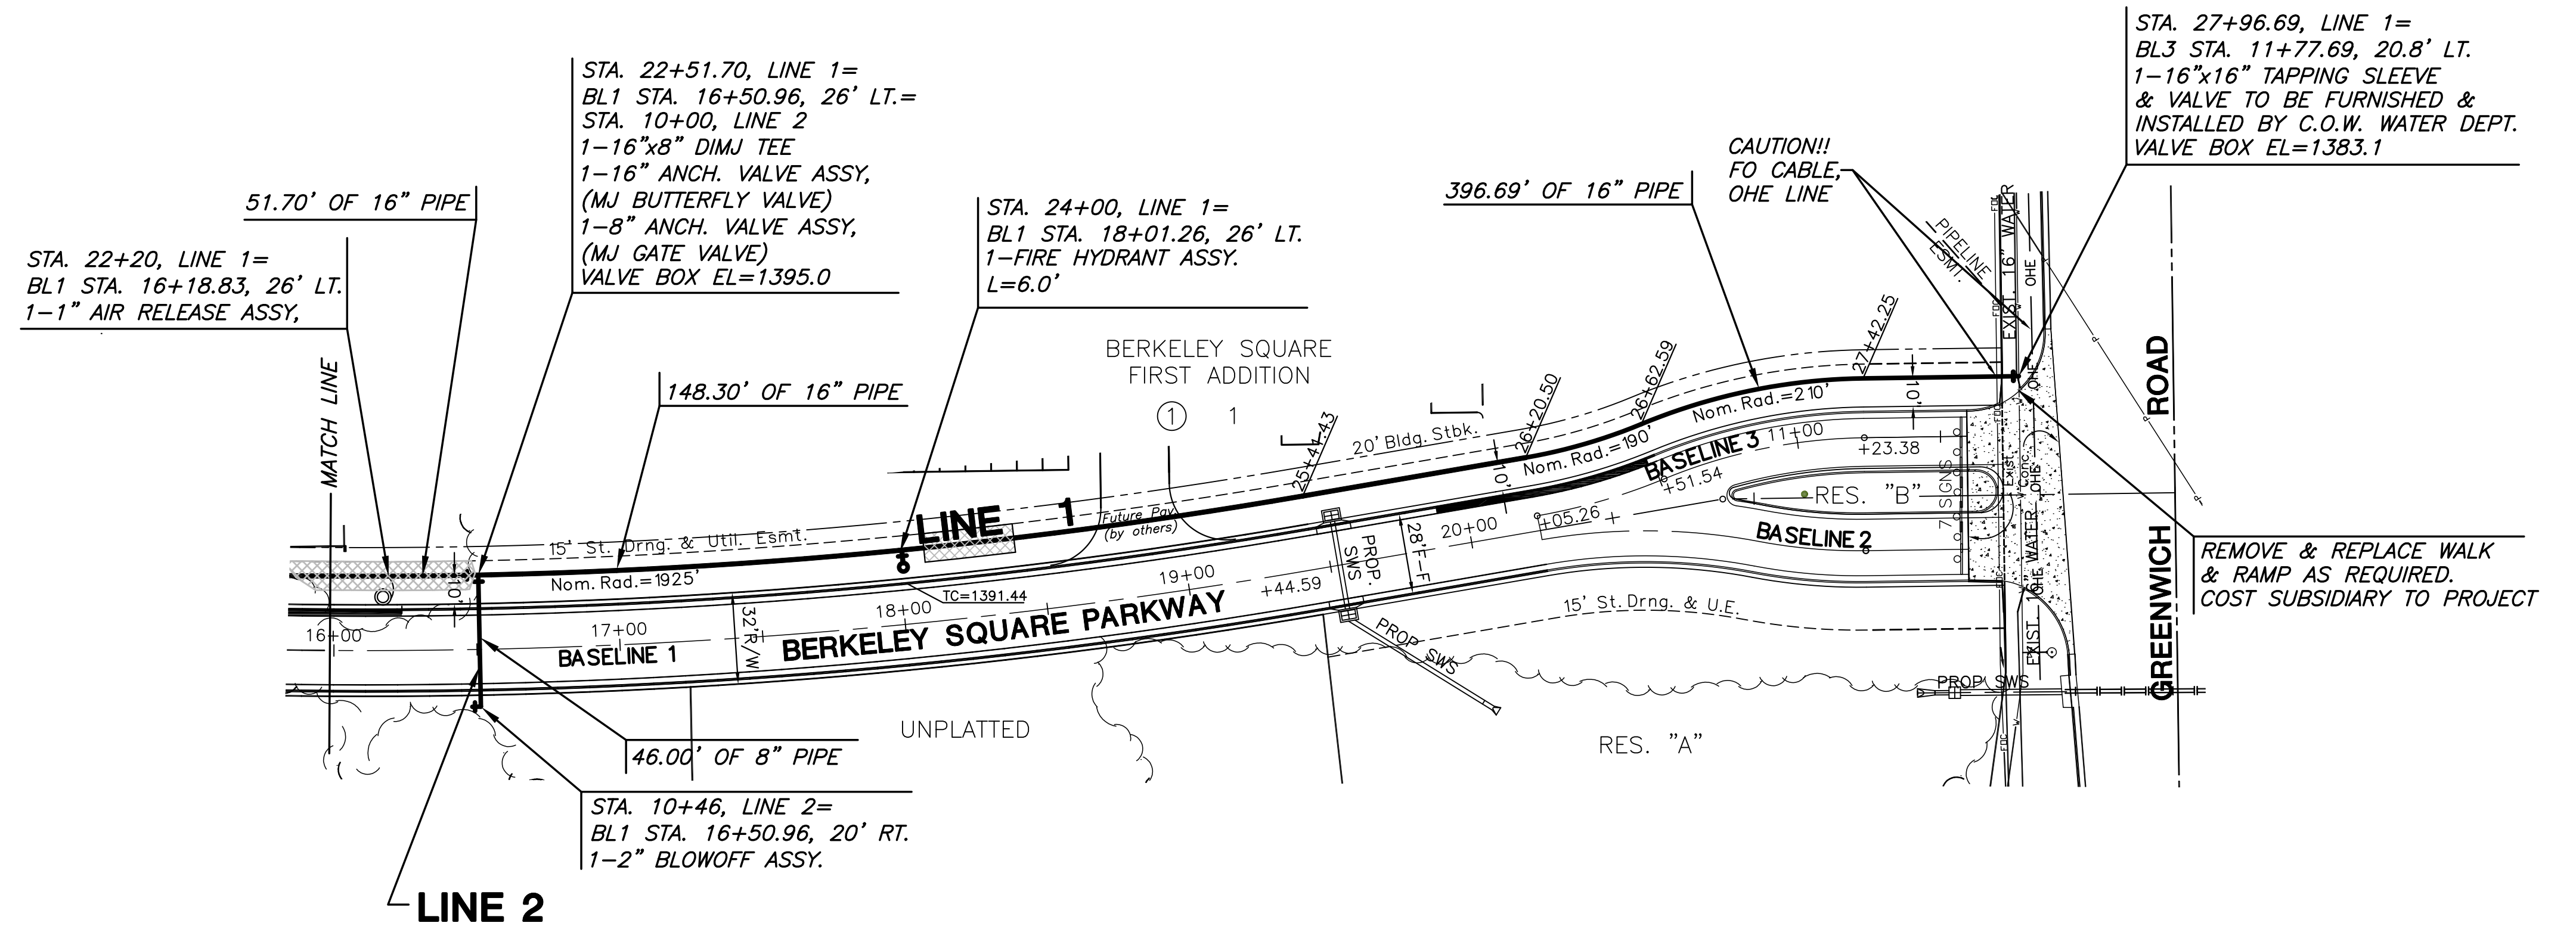 STA. 22+20, LINE 1=
BL1 STA. 16+18.83, 26' LT.
1-1" AIR RELEASE ASSY,
51.70' OF 16" PIPE
STA. 22+51.70, LINE 1=
BL1 STA. 16+50.96, 26' LT.=
STA. 10+00, LINE 2
1-16"x8" DIMJ TEE
1-16" ANCH. VALVE ASSY,
(MJ BUTTERFLY VALVE)
1-8" ANCH. VALVE ASSY,
(MJ GATE VALVE)
VALVE BOX EL=1395.0
148.30' OF 16" PIPE
STA. 24+00, LINE 1=
BL1 STA. 18+01.26, 26' LT.
1-FIRE HYDRANT ASSY.
L=6.0'
396.69' OF 16" PIPE
CAUTION!!
FO CABLE,
OHE LINE
STA. 27+96.69, LINE 1=
BL3 STA. 11+77.69, 20.8' LT.
1-16"x16" TAPPING SLEEVE
& VALVE TO BE FURNISHED &
INSTALLED BY C.O.W. WATER DEPT.
VALVE BOX EL=1383.1
MATCH LINE
BERKELEY SQUARE
FIRST ADDITION
1 1
PIPELINE
ESMT.
EXIST. 16" WATER
OHE
FOC
W
P
GREENWICH ROAD
25+44.43
26+20.50
26+62.59
27+42.25
20' Bldg. Stbk.
Nom. Rad.=190'
Nom. Rad.=210'
10'
10'
10'
LINE 1
15' St. Drng. & Util. Esmt.
Nom. Rad.=1925'
Future Pav.
(by others)
TC=1391.44
BASELINE 3
11+00
+23.38
+51.54
RES. "B"
7 SIGNS
Exist. Conc.
OHE
BASELINE 2
20+00
+05.26
28' F-F
PROP.
SWS
16+00
17+00
18+00
19+00
+44.59
BASELINE 1
32' R/W
BERKELEY SQUARE PARKWAY
15' St. Drng. & U.E.
PROP SWS
PROP SWS
EXIST. 16" WATER
OHE
FOC
W
UNPLATTED
RES. "A"
REMOVE & REPLACE WALK
& RAMP AS REQUIRED.
COST SUBSIDIARY TO PROJECT
46.00' OF 8" PIPE
STA. 10+46, LINE 2=
BL1 STA. 16+50.96, 20' RT.
1-2" BLOWOFF ASSY.
LINE 2